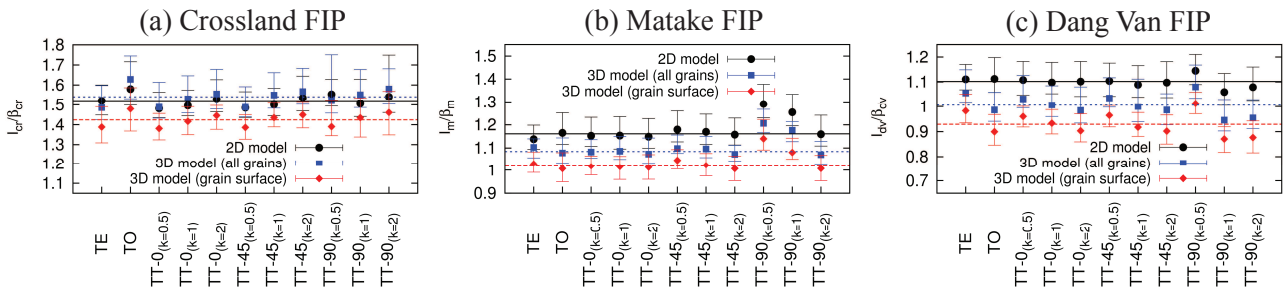 (a) Crossland FIP
I_cr/β_cr
1.8
1.7
1.6
1.5
1.4
1.3
1.2
1.1
2D model
3D model (all grains)
3D model (grain surface)
TE
TO
TT-0(k=0.5)
TT-0(k=1)
TT-0(k=2)
TT-45(k=0.5)
TT-45(k=1)
TT-45(k=2)
TT-90(k=0.5)
TT-90(k=1)
TT-90(k=2)
(b) Matake FIP
I_m/β_m
1.5
1.4
1.3
1.2
1.1
1
0.9
2D model
3D model (all grains)
3D model (grain surface)
TE
TO
TT-0(k=0.5)
TT-0(k=1)
TT-0(k=2)
TT-45(k=0.5)
TT-45(k=1)
TT-45(k=2)
TT-90(k=0.5)
TT-90(k=1)
TT-90(k=2)
(c) Dang Van FIP
I_dv/β_cv
1.2
1.1
1
0.9
0.8
0.7
2D model
3D model (all grains)
3D model (grain surface)
TE
TO
TT-0(k=0.5)
TT-0(k=1)
TT-0(k=2)
TT-45(k=0.5)
TT-45(k=1)
TT-45(k=2)
TT-90(k=0.5)
TT-90(k=1)
TT-90(k=2)